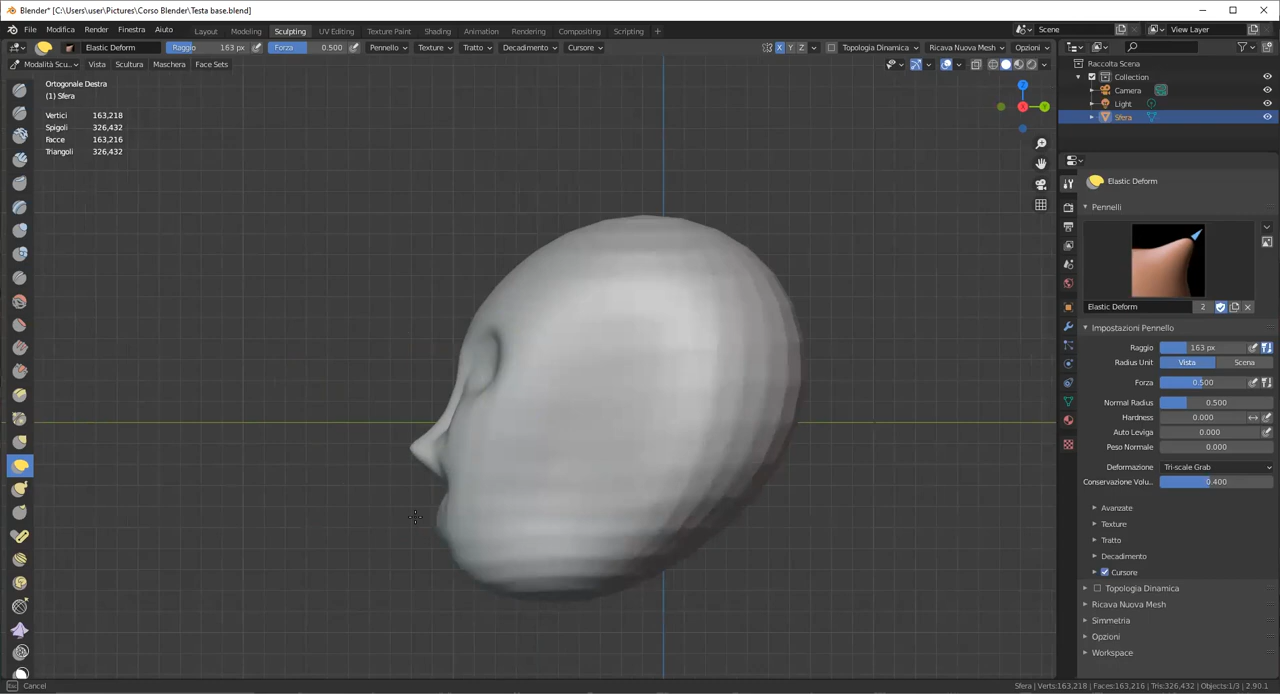 Blender* [C:\Users\user\Pictures\Corso Blender\Testa base.blend]
File Modifica Render Finestra Aiuto Layout Modeling Sculpting UV Editing Texture Paint Shading Animation Rendering Compositing Scripting Scene View Layer
Elastic Deform Raggio 163 px Forza 0.500 Pennello Texture Tratto Decadimento Cursore X Y Z Topologia Dinamica Ricava Nuova Mesh Opzioni
Modalità Scu... Vista Scultura Maschera Face Sets
Raccolta Scena
Collection
Camera
Light
Sfera
Ortogonale Destra
(1) Sfera
Vertici 163,218
Spigoli 326,432
Facce 163,216
Triangoli 326,432
Z
X Y
Elastic Deform
Pennelli
Elastic Deform 2
Impostazioni Pennello
Raggio 163 px
Radius Unit Vista Scena
Forza 0.500
Normal Radius 0.500
Hardness 0.000
Auto Leviga 0.000
Peso Normale 0.000
Deformazione Tri-scale Grab
Conservazione Volu... 0.400
Avanzate
Texture
Tratto
Decadimento
Cursore
Topologia Dinamica
Ricava Nuova Mesh
Simmetria
Opzioni
Workspace
Esc Cancel Sfera | Verts:163,218 | Faces:163,216 | Tris:326,432 | Objects:1/3 | 2.90.1